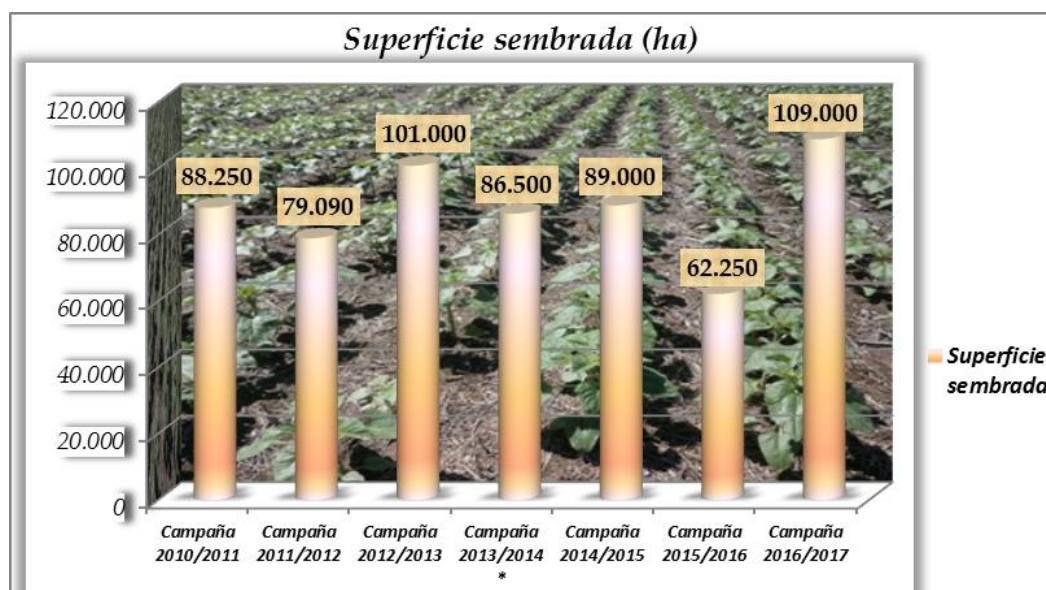 Superficie sembrada (ha)
120.000
100.000
80.000
60.000
40.000
20.000
0
88.250
79.090
101.000
86.500
89.000
62.250
109.000
Campaña
2010/2011
Campaña
2011/2012
Campaña
2012/2013
Campaña
2013/2014
*
Campaña
2014/2015
Campaña
2015/2016
Campaña
2016/2017
Superficie
sembrada